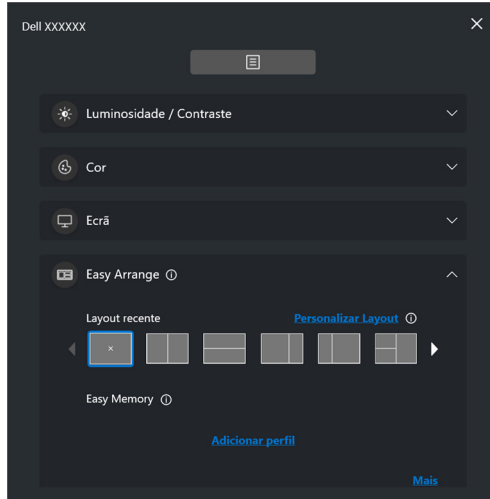 Dell XXXXXX
Luminosidade / Contraste
Cor
Ecrã
Easy Arrange
Layout recente
Personalizar Layout
Easy Memory
Adicionar perfil
Mais